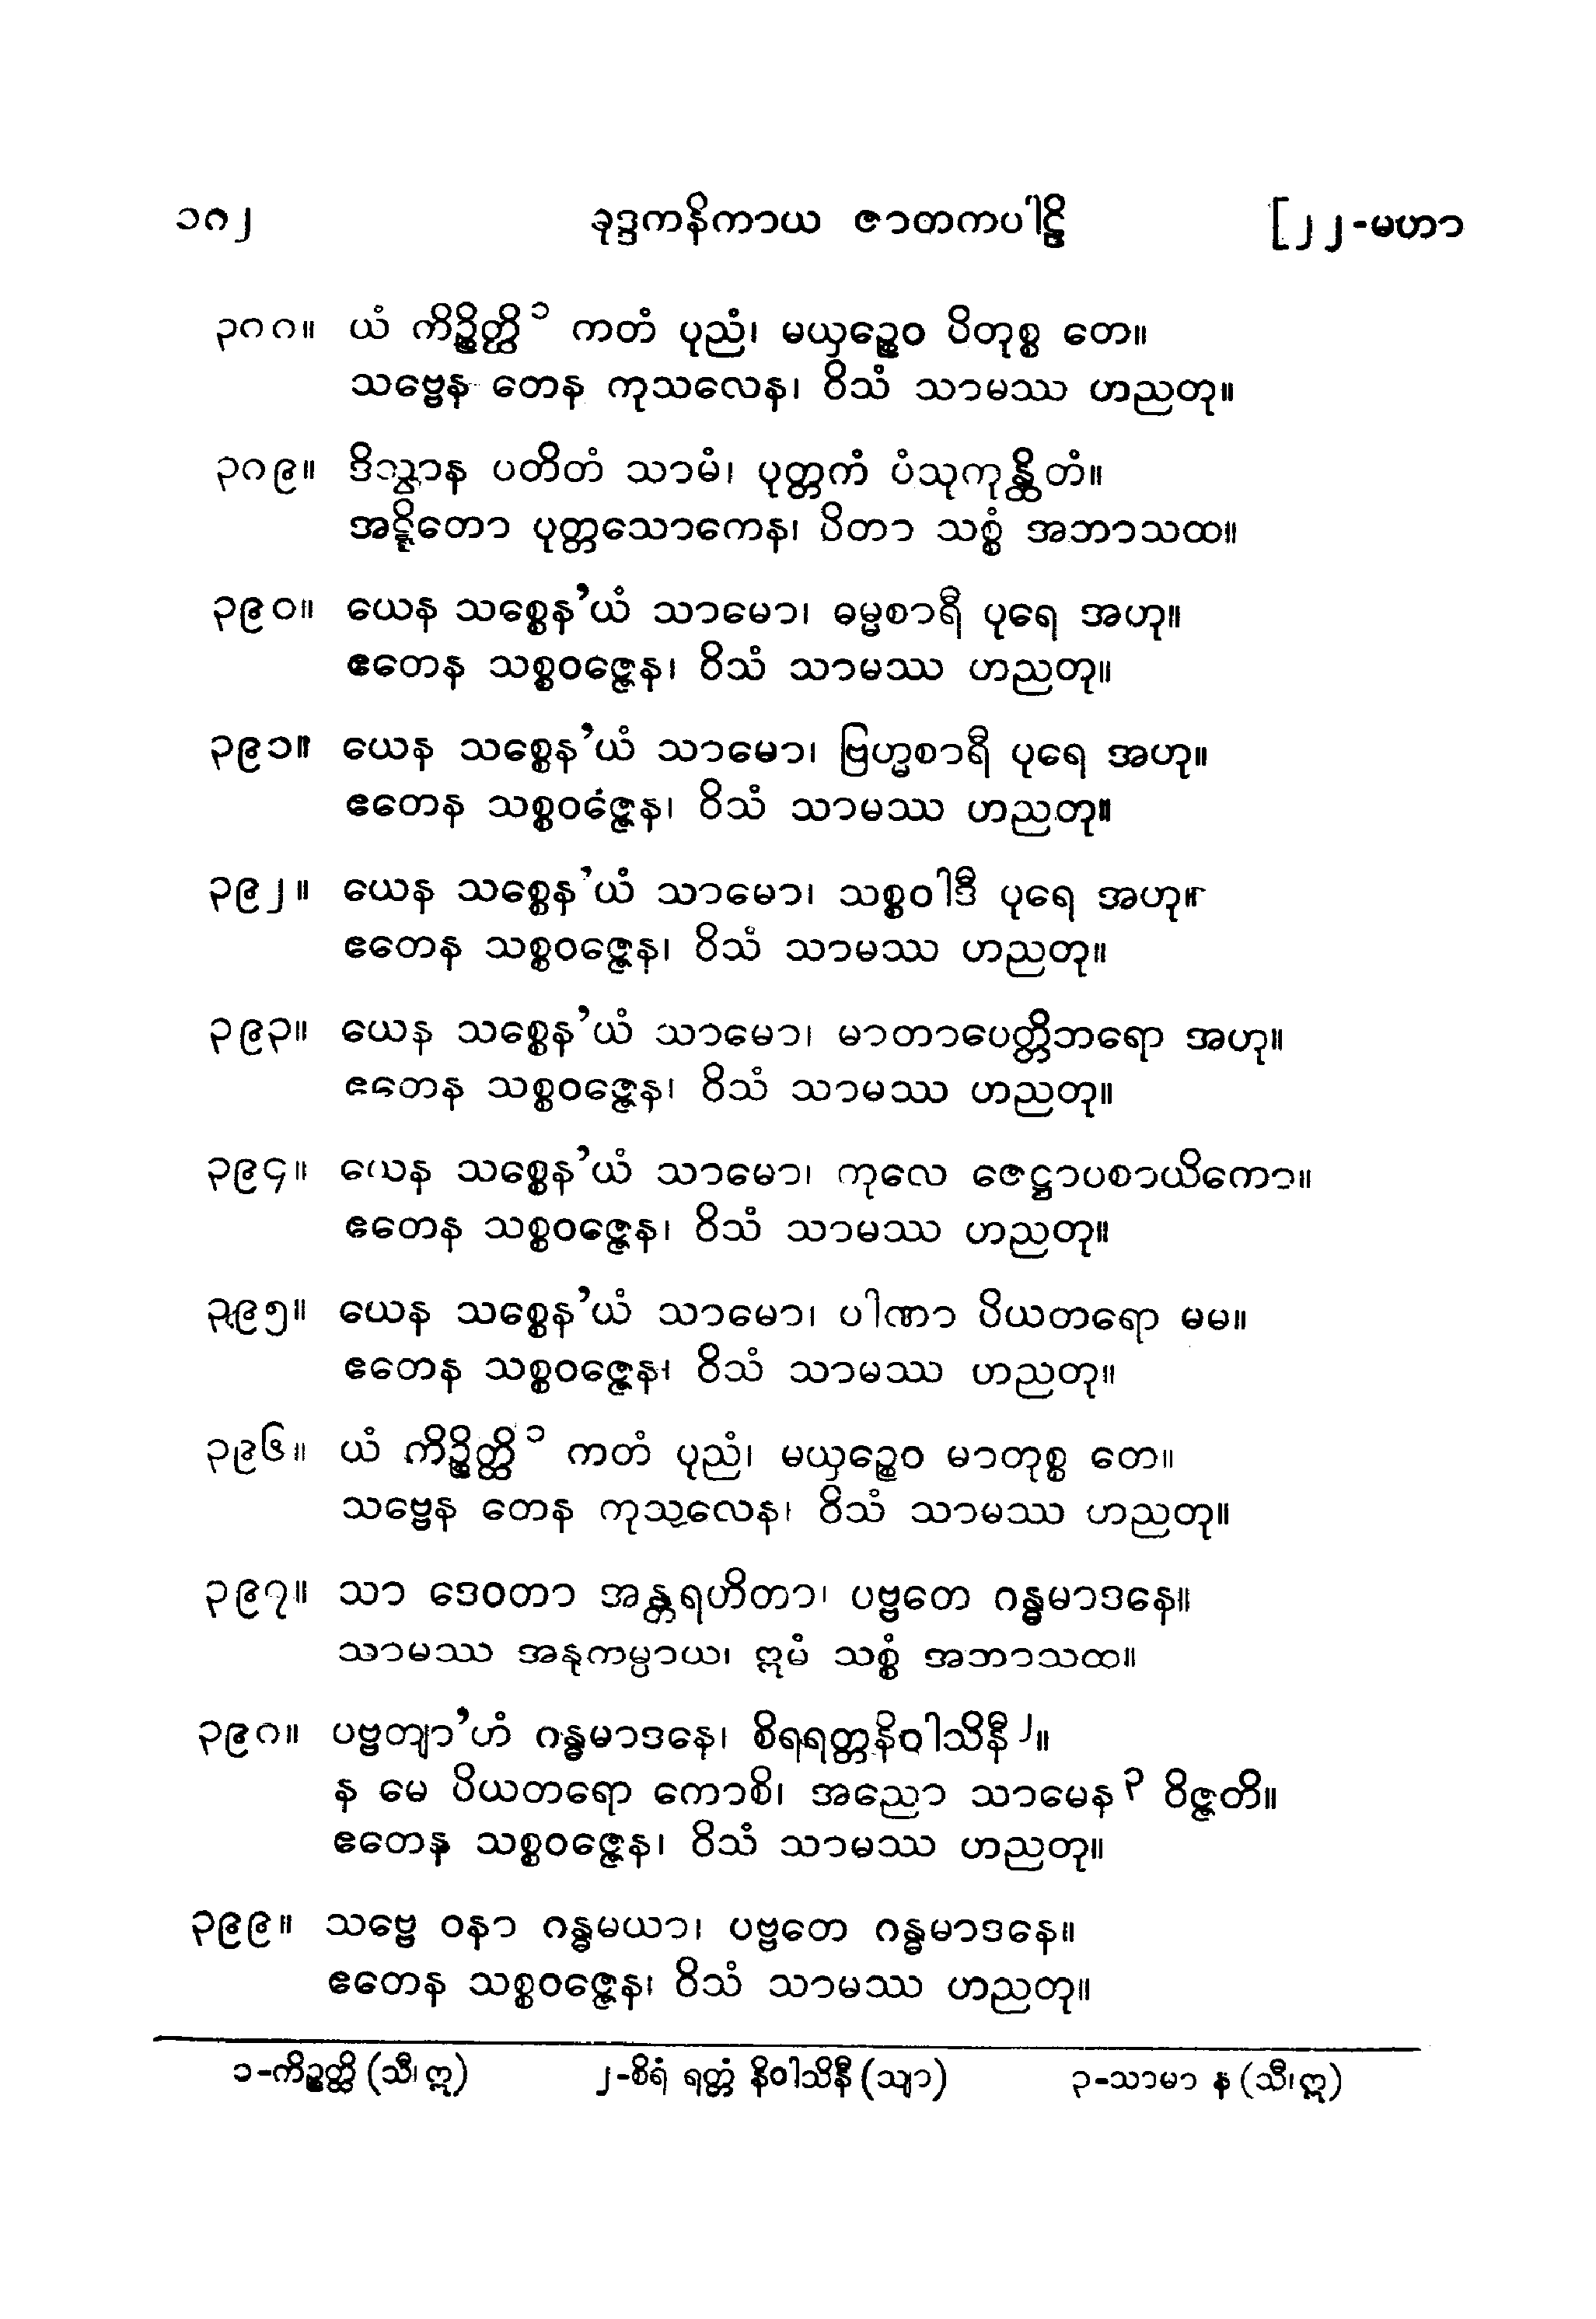 ၁၈၂ ခုဒ္ဒကနိကာယ ဇာတကပါဠိ [၂၂-မဟာ
၃၈၈။ ယံ ကိဉ္စိတ္ထိ ၁ ကတံ ပုညံ၊ မယှဉ္စေဝ ပိတုစ္စ တေ။
သဗ္ဗေန တေန ကုသလေန၊ ဝိသံ သာမဿ ဟညတု။
၃၈၉။ ဒိသွာန ပတိတံ သာမံ၊ ပုတ္တကံ ပံသုကုန္ထိတံ။
အဋ္ဋိတော ပုတ္တသောကေန၊ ပိတာ သစ္စံ အဘာသထ။
၃၉၀။ ယေန သစ္စေန’ယံ သာမော၊ ဓမ္မစာရီ ပုရေ အဟု။
ဧတေန သစ္စဝဇ္ဇေန၊ ဝိသံ သာမဿ ဟညတု။
၃၉၁။ ယေန သစ္စေန’ယံ သာမော၊ ဗြဟ္မစာရီ ပုရေ အဟု။
ဧတေန သစ္စဝဇ္ဇေန၊ ဝိသံ သာမဿ ဟညတု။
၃၉၂။ ယေန သစ္စေန’ယံ သာမော၊ သစ္စဝါဒီ ပုရေ အဟု။
ဧတေန သစ္စဝဇ္ဇေန၊ ဝိသံ သာမဿ ဟညတု။
၃၉၃။ ယေန သစ္စေန’ယံ သာမော၊ မာတာပေတ္တိဘရော အဟု။
ဧတေန သစ္စဝဇ္ဇေန၊ ဝိသံ သာမဿ ဟညတု။
၃၉၄။ ယေန သစ္စေန’ယံ သာမော၊ ကုလေ ဇေဋ္ဌာပစာယိကော။
ဧတေန သစ္စဝဇ္ဇေန၊ ဝိသံ သာမဿ ဟညတု။
၃၉၅။ ယေန သစ္စေန’ယံ သာမော၊ ပါဏာ ပိယတရော မမ။
ဧတေန သစ္စဝဇ္ဇေန၊ ဝိသံ သာမဿ ဟညတု။
၃၉၆။ ယံ ကိဉ္စိတ္ထိ ၁ ကတံ ပုညံ၊ မယှဉ္စေဝ မာတုစ္စ တေ။
သဗ္ဗေန တေန ကုသလေန၊ ဝိသံ သာမဿ ဟညတု။
၃၉၇။ သာ ဒေဝတာ အန္တရဟိတာ၊ ပဗ္ဗတေ ဂန္ဓမာဒနေ။
သာမဿ အနုကမ္ပာယ၊ ဣမံ သစ္စံ အဘာသထ။
၃၉၈။ ပဗ္ဗတျာ’ဟံ ဂန္ဓမာဒနေ၊ စိရရတ္တနိဝါသိနီ ၂။
န မေ ပိယတရော ကောစိ၊ အညော သာမေန ၃ ဝိဇ္ဇတိ။
ဧတေန သစ္စဝဇ္ဇေန၊ ဝိသံ သာမဿ ဟညတု။
၃၉၉။ သဗ္ဗေ ဝနာ ဂန္ဓမယာ၊ ပဗ္ဗတေ ဂန္ဓမာဒနေ။
ဧတေန သစ္စဝဇ္ဇေန၊ ဝိသံ သာမဿ ဟညတု။
၁-ကိဉ္စတ္ထိ (သီ၊ ဣ) ၂-စိရံ ရတ္တံ နိဝါသိနီ (သျာ) ၃-သာမာ န (သီ၊ ဣ)